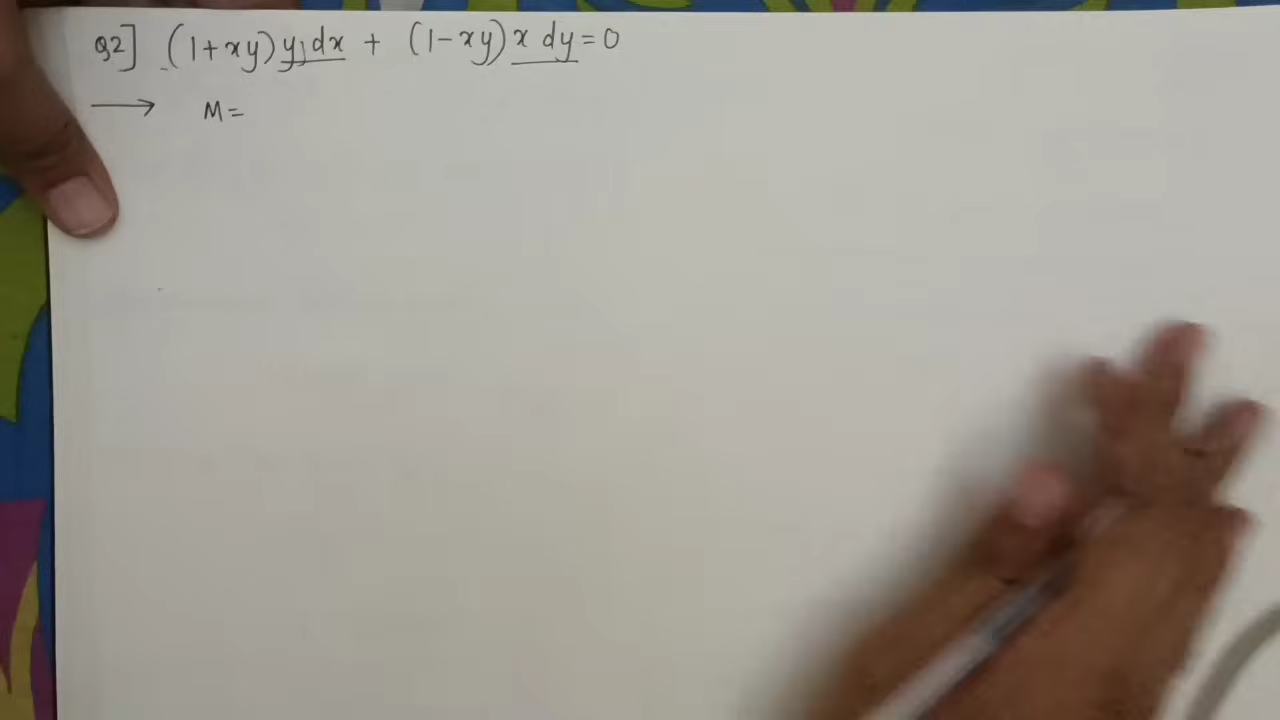 Q2] (1+xy)y dx + (1-xy)x dy=0
→ M=